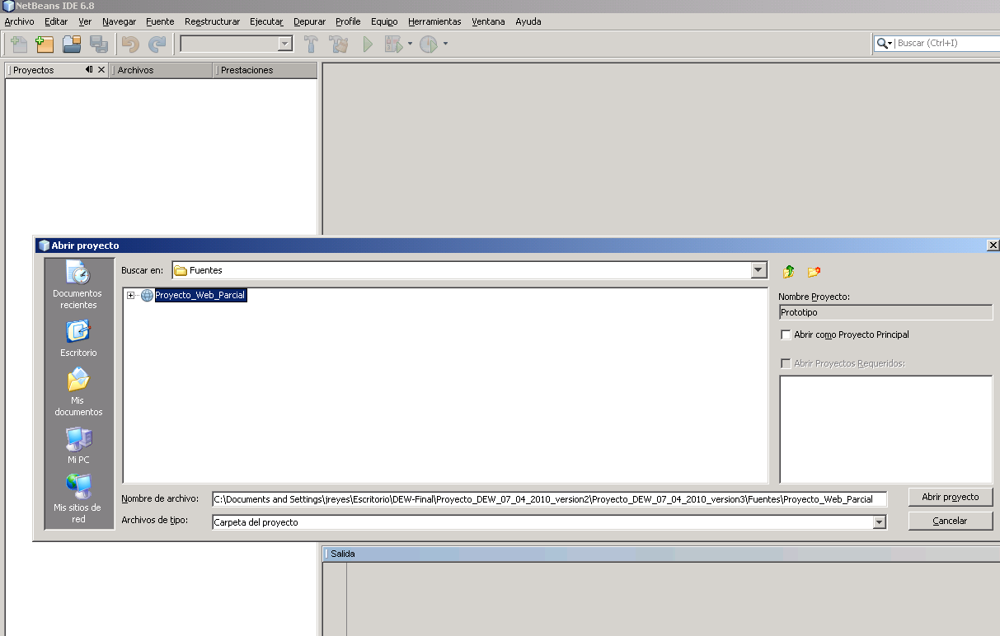 NetBeans IDE 6.8
Archivo Editar Ver Navegar Fuente Reestructurar Ejecutar Depurar Profile Equipo Herramientas Ventana Ayuda
Buscar (Ctrl+I)
Proyectos Archivos Prestaciones
Abrir proyecto
Buscar en: Fuentes
Documentos
recientes
Escritorio
Mis
documentos
Mi PC
Mis sitios de
red
Proyecto_Web_Parcial
Nombre Proyecto:
Prototipo
Abrir como Proyecto Principal
Abrir Proyectos Requeridos:
Nombre de archivo: C:\Documents and Settings\jreyes\Escritorio\DEW-Final\Proyecto_DEW_07_04_2010_version2\Proyecto_DEW_07_04_2010_version3\Fuentes\Proyecto_Web_Parcial
Abrir proyecto
Archivos de tipo: Carpeta del proyecto
Cancelar
Salida